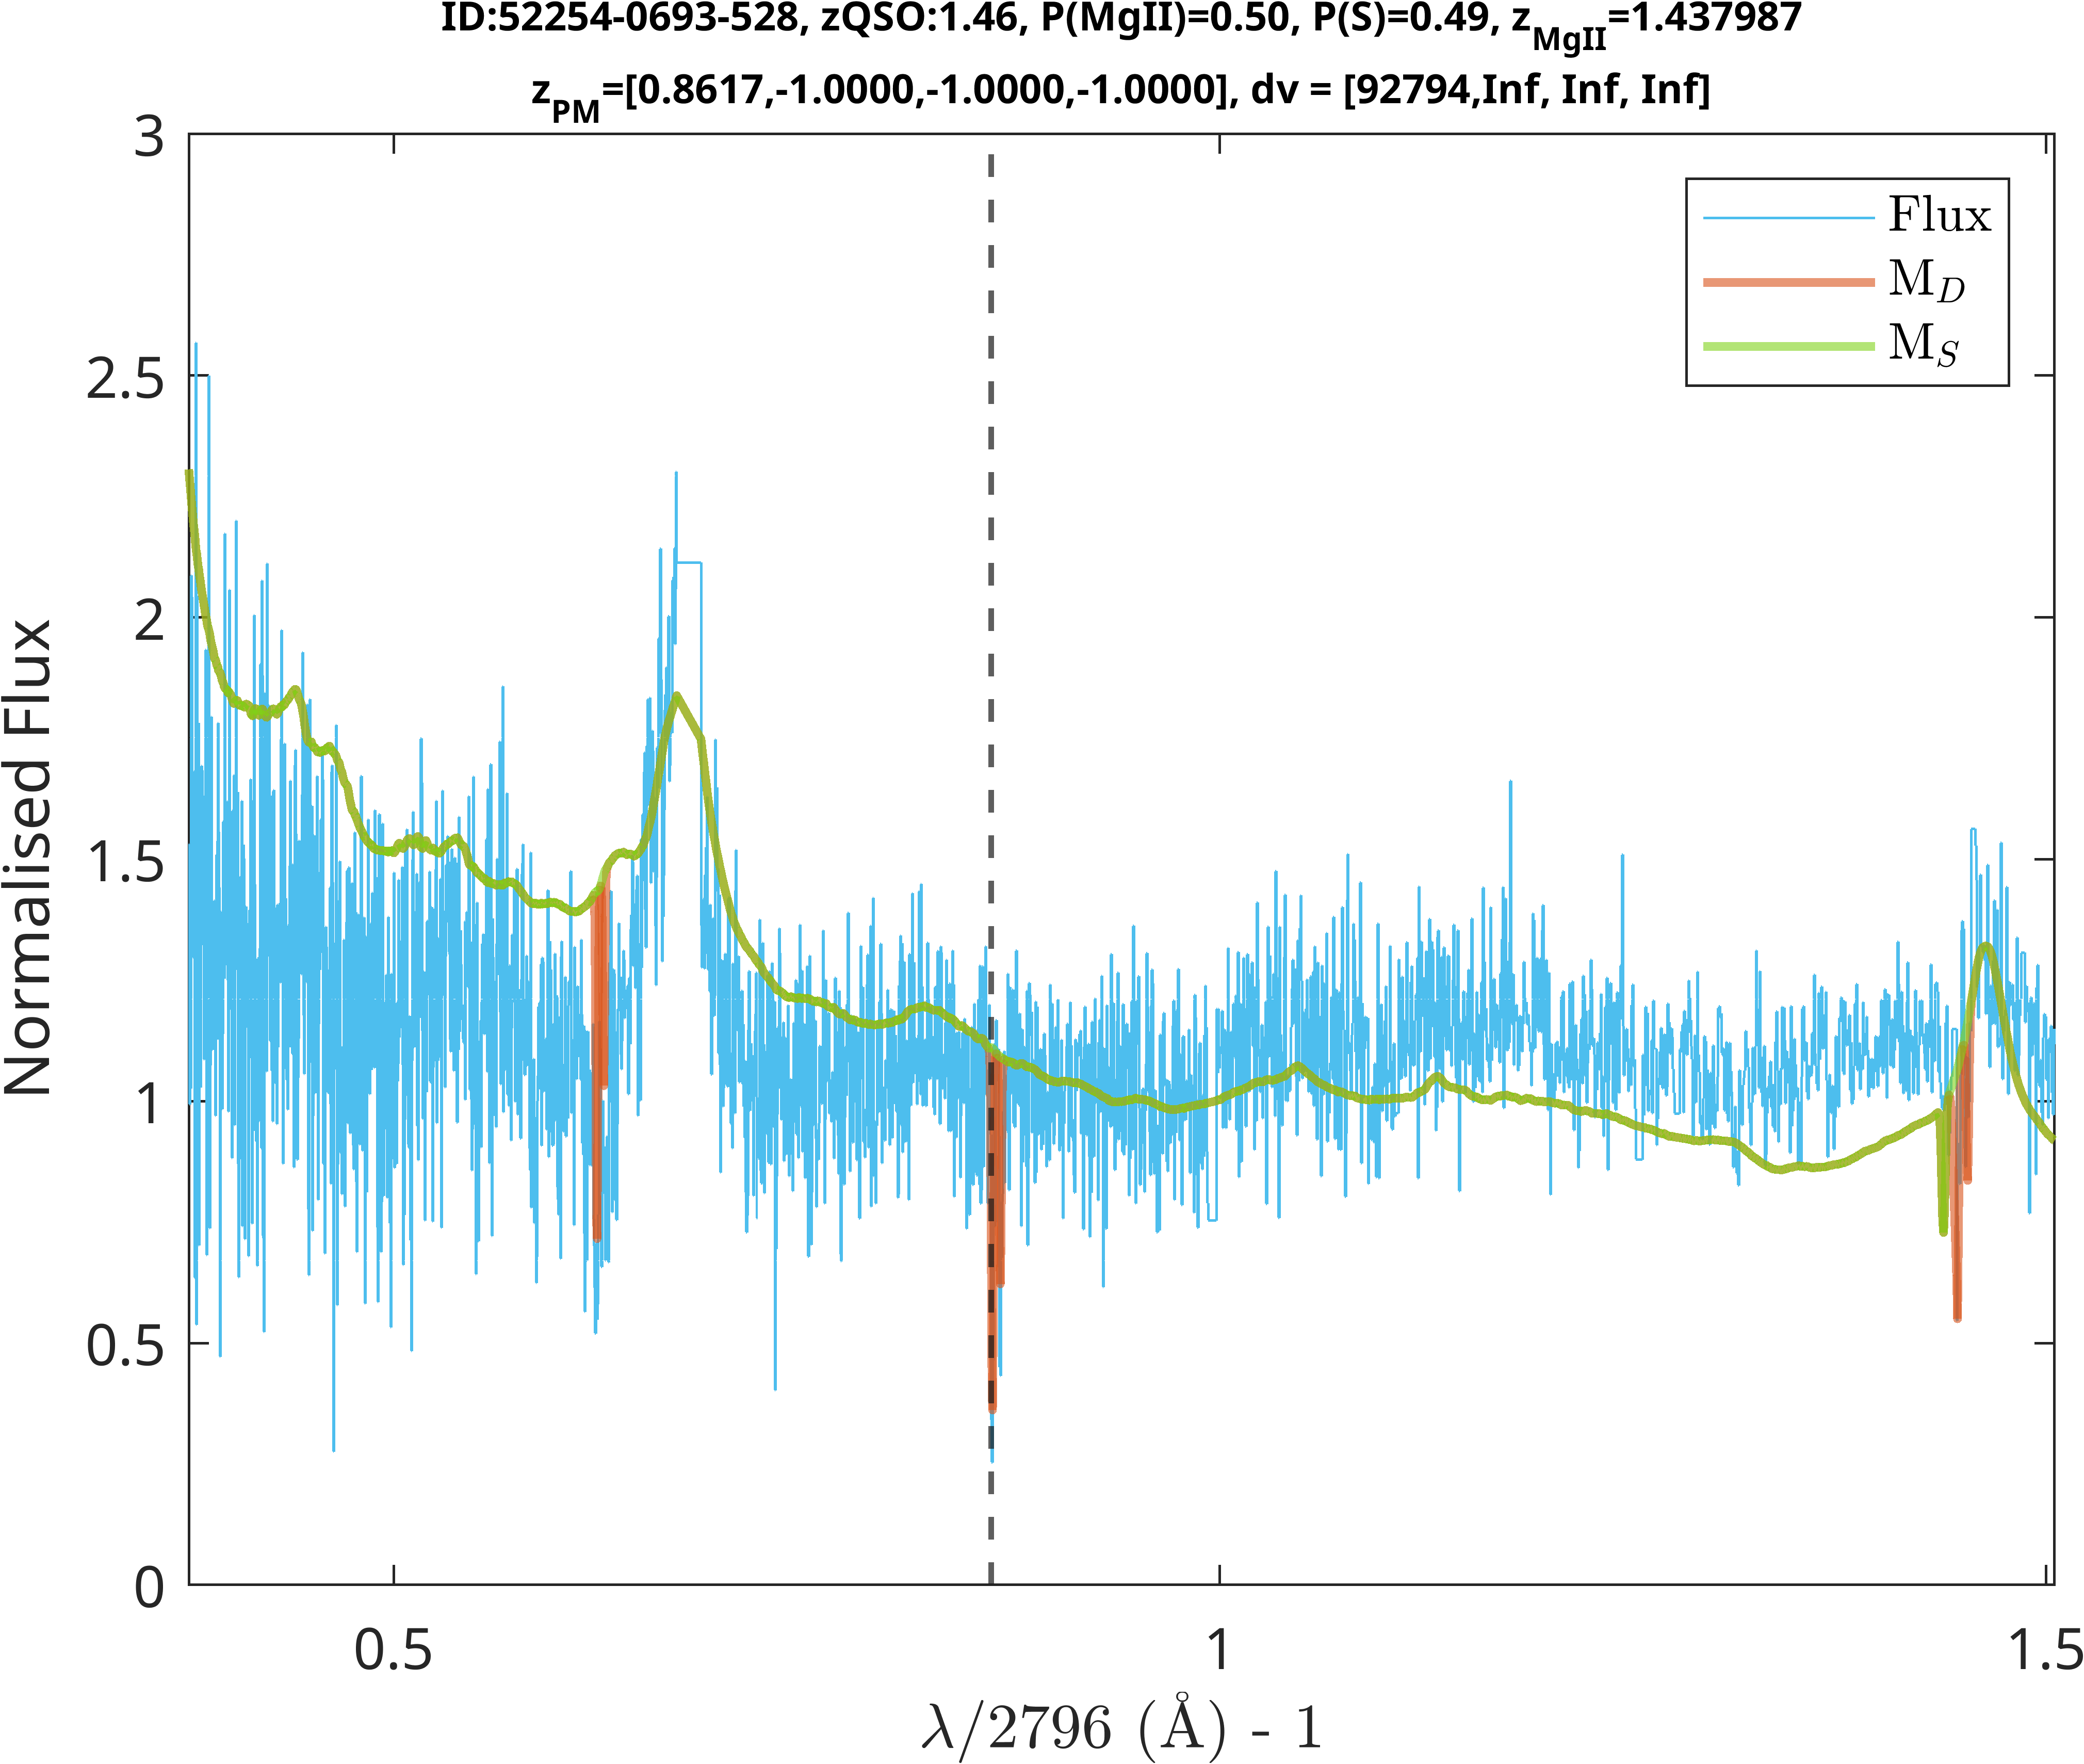 ID:52254-0693-528, zQSO:1.46, P(MgII)=0.50, P(S)=0.49, zMgII=1.437987
zPM=[0.8617,-1.0000,-1.0000,-1.0000], dv = [92794,Inf, Inf, Inf]
3
2.5
2
1.5
1
0.5
0
Normalised Flux
Flux
MD
MS
0.5
1
1.5
λ/2796 (Å) - 1